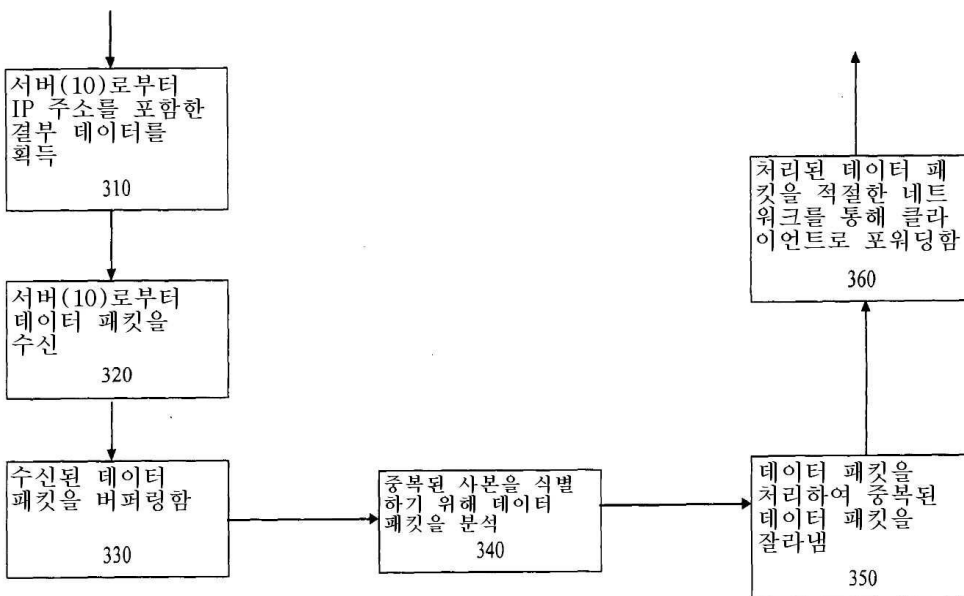 서버(10)로부터
IP 주소를 포함한
결부 데이터를
획득
310
서버(10)로부터
데이터 패킷을
수신
320
수신된 데이터
패킷을 버퍼링함
330
중복된 사본을 식별
하기 위해 데이터
패킷을 분석
340
데이터 패킷을
처리하여 중복된
데이터 패킷을
잘라냄
350
처리된 데이터 패
킷을 적절한 네트
워크를 통해 클라
이언트로 포워딩함
360